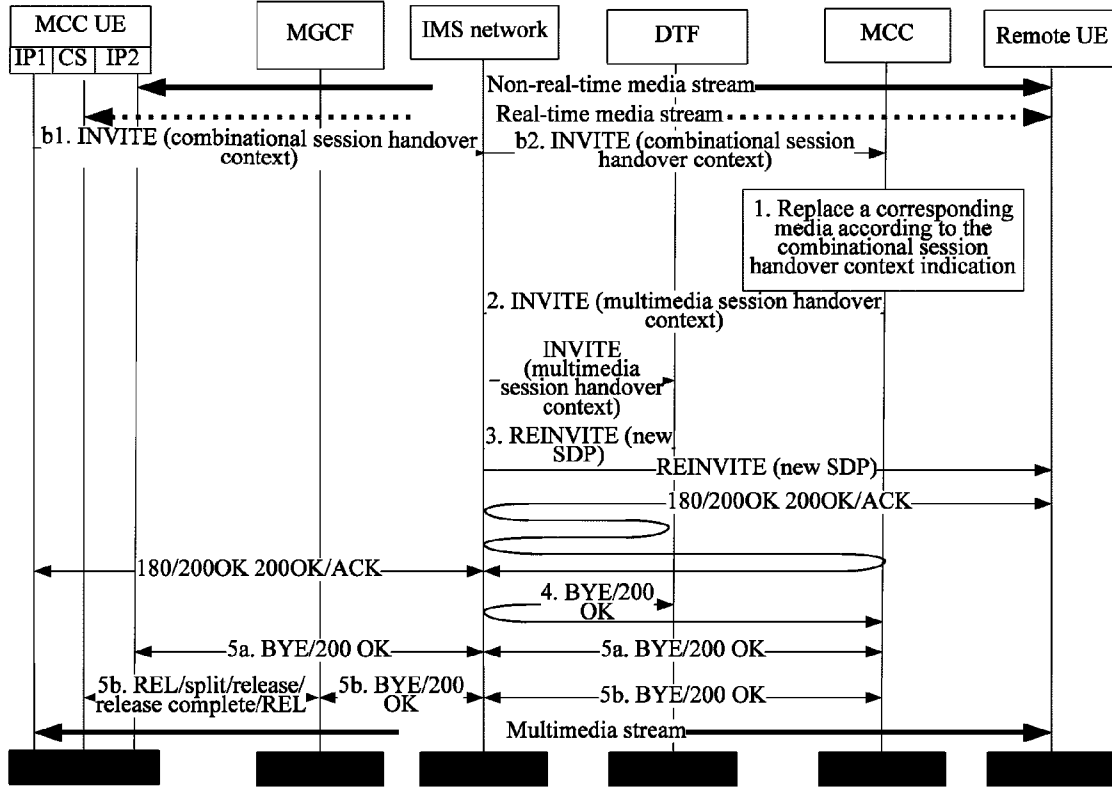 MCC UE
IP1 CS IP2
MGCF
IMS network
DTF
MCC
Remote UE
Non-real-time media stream
Real-time media stream
b1. INVITE (combinational session handover
context)
b2. INVITE (combinational session
handover context)
1. Replace a corresponding
media according to the
combinational session
handover context indication
2. INVITE (multimedia session handover
context)
INVITE
(multimedia
session handover
context)
3. REINVITE (new
SDP)
REINVITE (new SDP)
180/200OK 200OK/ACK
180/200OK 200OK/ACK
4. BYE/200
OK
5a. BYE/200 OK
5a. BYE/200 OK
5b. REL/split/release/
release complete/REL
5b. BYE/200
OK
5b. BYE/200 OK
Multimedia stream